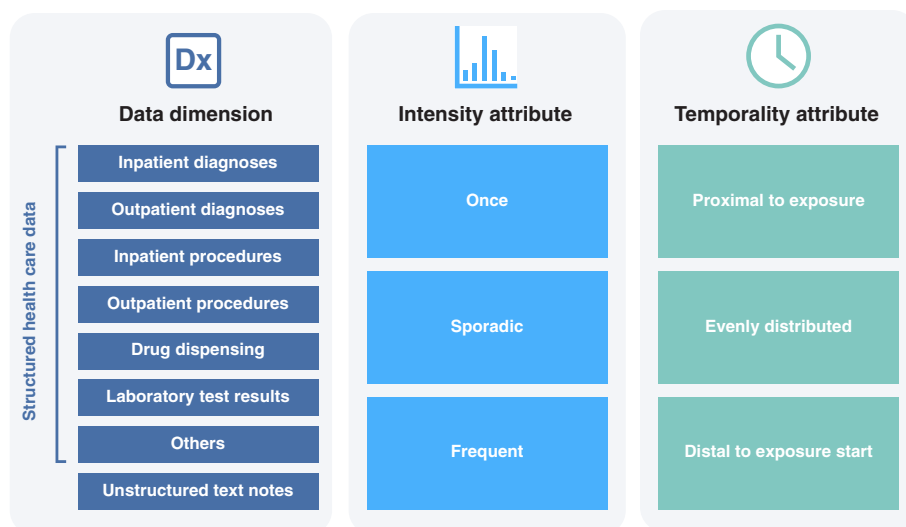 Dx
Data dimension
Structured health care data
Inpatient diagnoses
Outpatient diagnoses
Inpatient procedures
Outpatient procedures
Drug dispensing
Laboratory test results
Others
Unstructured text notes
Intensity attribute
Once
Sporadic
Frequent
Temporality attribute
Proximal to exposure
Evenly distributed
Distal to exposure start